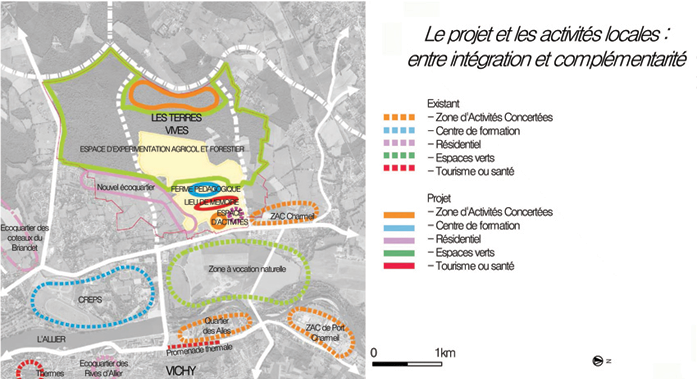 Le projet et les activités locales :
entre intégration et complémentarité
LES TERRES
VIVES
ESPACE D'EXPERIMENTATION AGRICOL ET FORESTIER
Nouvel écoquartier
FERME PEDAGOGIQUE
LIEU DE MEMOIRE
ESPACE
D'ACTIVITES
ZAC Charmeil
Ecoquartier des
coteaux du
Briandet
Zone à vocation naturelle
CREPS
Quartier
des Ailes
ZAC de Port
Charmeil
L'ALLIER
Promenade thermale
Thermes
Ecoquartier des
Rives d'Allier
VICHY
Existant
– Zone d'Activités Concertées
– Centre de formation
– Résidentiel
– Espaces verts
– Tourisme ou santé
Projet
– Zone d'Activités Concertées
– Centre de formation
– Résidentiel
– Espaces verts
– Tourisme ou santé
0 1km
N